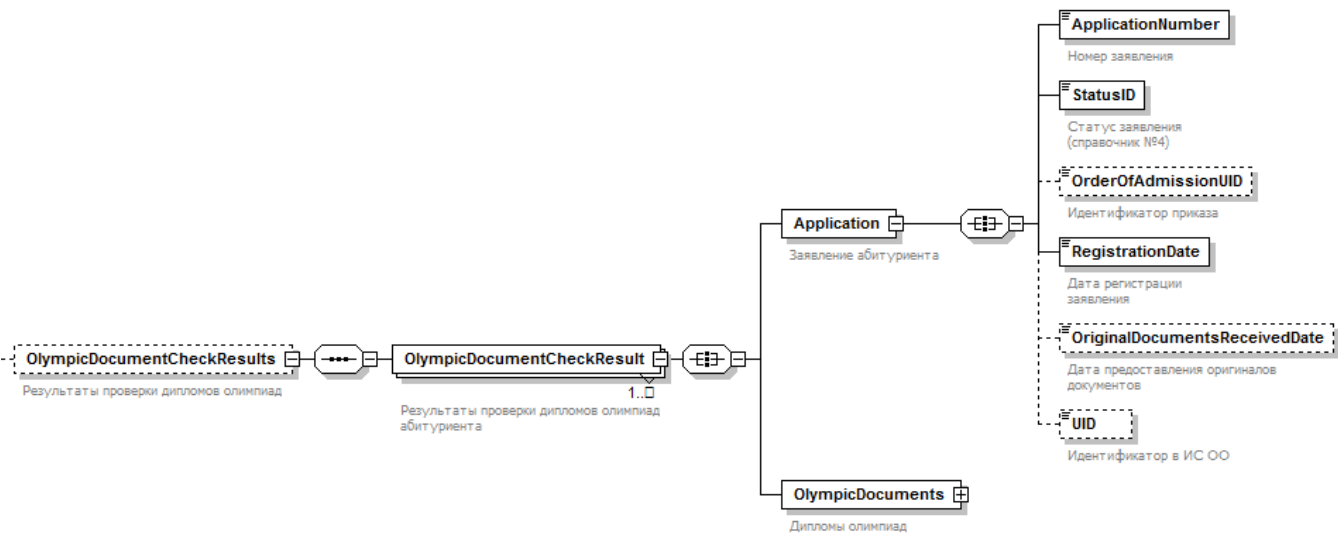 ApplicationNumber
Номер заявления
StatusID
Статус заявления
(справочник №4)
OrderOfAdmissionUID
Идентификатор приказа
Application
Заявление абитуриента
RegistrationDate
Дата регистрации
заявления
OlympicDocumentCheckResults
Результаты проверки дипломов олимпиад
OlympicDocumentCheckResult
1..□
Результаты проверки дипломов олимпиад
абитуриента
OriginalDocumentsReceivedDate
Дата предоставления оригиналов
документов
UID
Идентификатор в ИС ОО
OlympicDocuments
Дипломы олимпиад